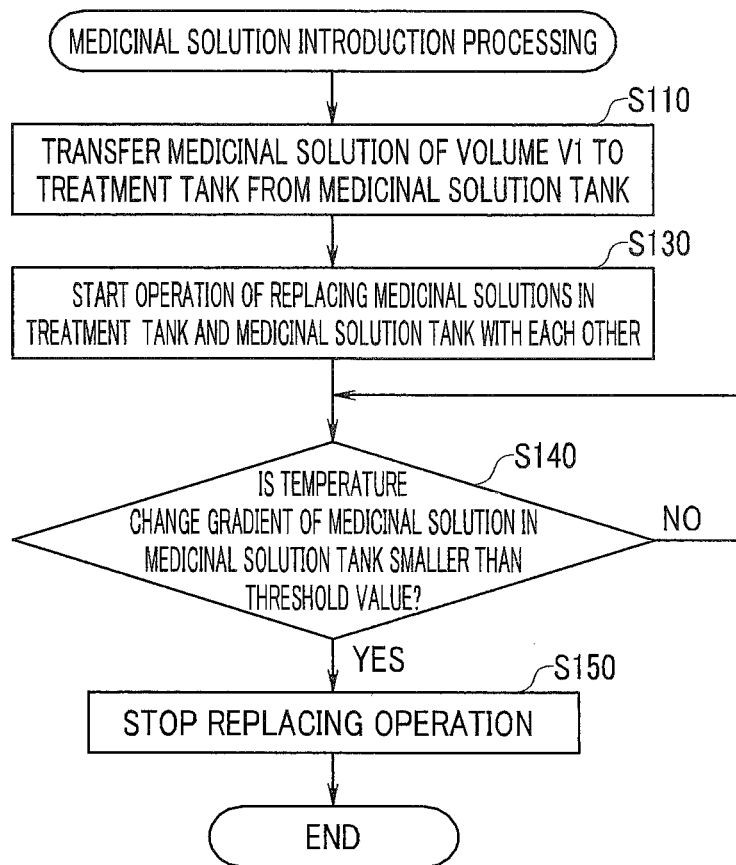 MEDICINAL SOLUTION INTRODUCTION PROCESSING
S110
TRANSFER MEDICINAL SOLUTION OF VOLUME V1 TO
TREATMENT TANK FROM MEDICINAL SOLUTION TANK
S130
START OPERATION OF REPLACING MEDICINAL SOLUTIONS IN
TREATMENT TANK AND MEDICINAL SOLUTION TANK WITH EACH OTHER
S140
IS TEMPERATURE
CHANGE GRADIENT OF MEDICINAL SOLUTION IN
MEDICINAL SOLUTION TANK SMALLER THAN
THRESHOLD VALUE?
NO
YES
S150
STOP REPLACING OPERATION
END